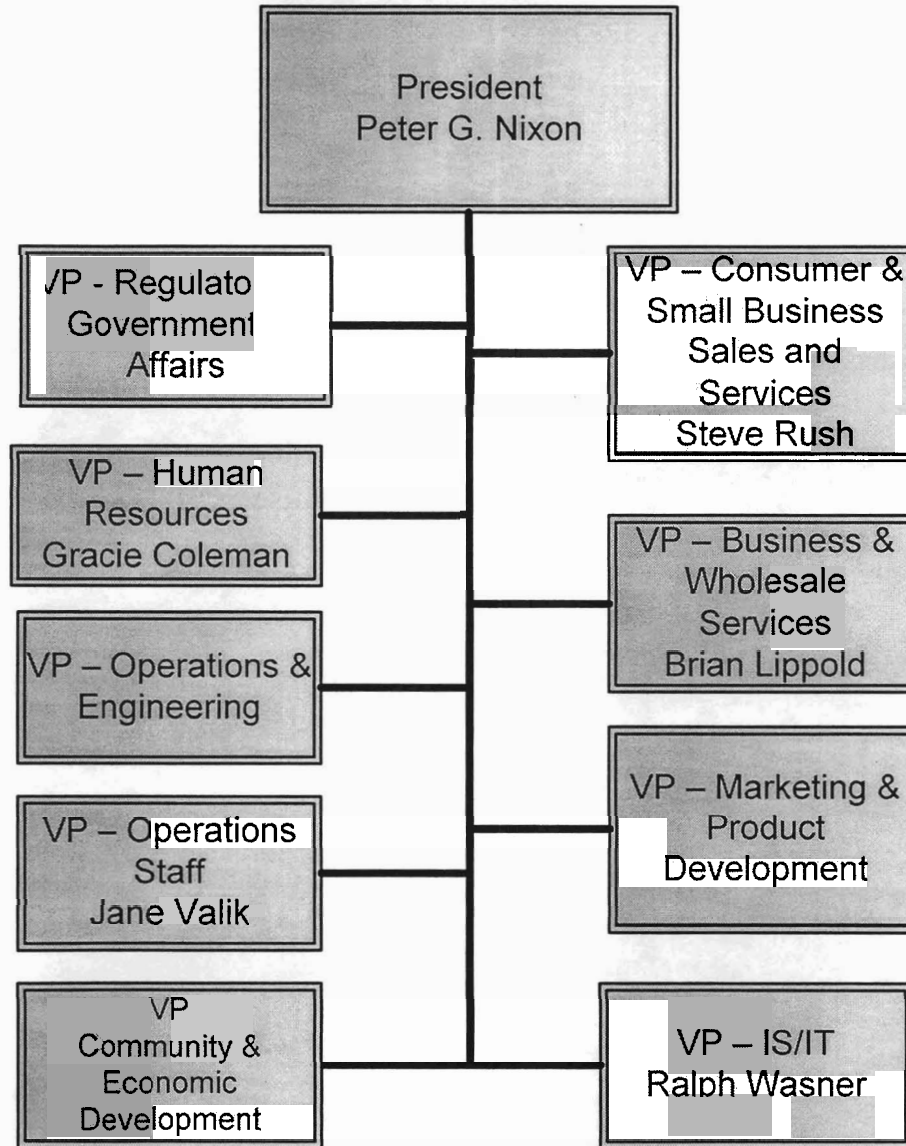 President
Peter G. Nixon
VP - Regulato
Government
Affairs
VP – Consumer &
Small Business
Sales and
Services
Steve Rush
VP – Human
Resources
Gracie Coleman
VP – Business &
Wholesale
Services
Brian Lippold
VP – Operations &
Engineering
VP – Marketing &
Product
Development
VP – Operations
Staff
Jane Valik
VP
Community &
Economic
Development
VP – IS/IT
Ralph Wasner